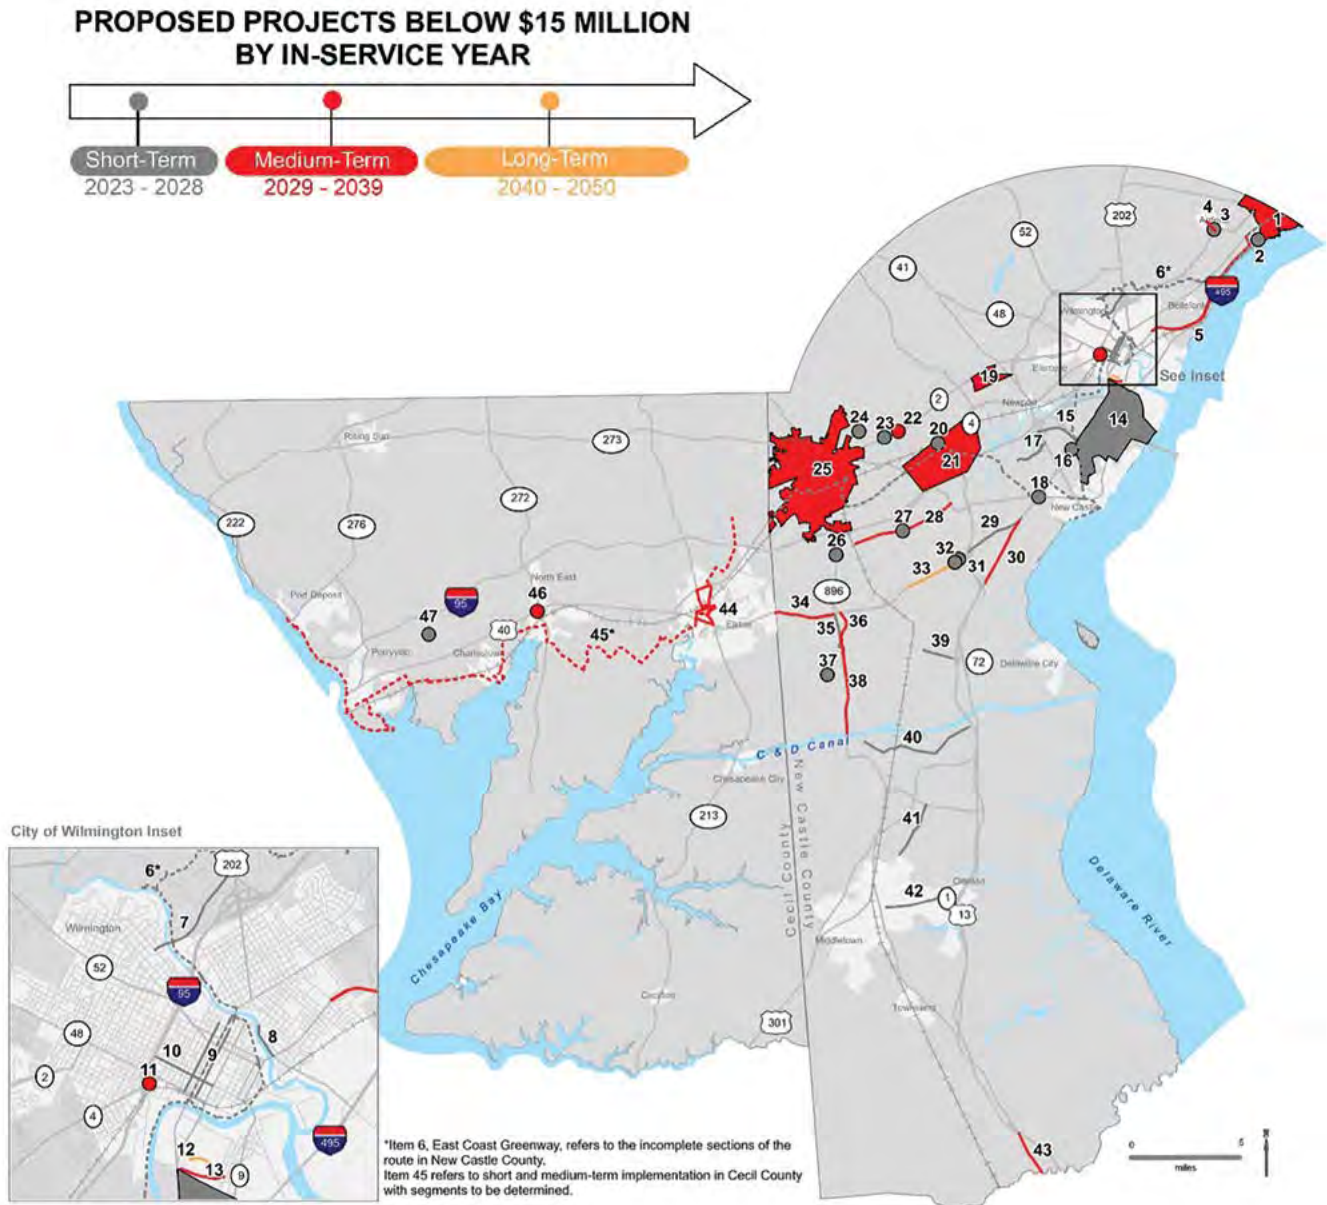 PROPOSED PROJECTS BELOW $15 MILLION
BY IN-SERVICE YEAR
Short-Term
Medium-Term
Long-Term
2023 - 2028
2029 - 2039
2040 - 2050
202
52
41
48
4
3
1
2
6*
495
Wilmington
Bellefont
5
See Inset
Elsmere
19
Newport
15
14
17
16
2
4
24
23
22
20
21
25
18
New Castle
Rising Sun
273
272
222
276
26
27
28
29
30
32
31
33
896
North East
46
Port Deposit
95
47
40
Perryville
Charlestown
45*
44
Elkton
34
35
36
37
38
39
72
Delaware City
40
C & D Canal
Chesapeake City
Cecil County
New Castle County
213
41
42
Odessa
1
13
Middletown
Delaware River
Chesapeake Bay
Cecilton
301
Townsend
43
City of Wilmington Inset
6*
202
7
Wilmington
52
95
48
8
10
9
11
2
4
495
12
13
9
*Item 6, East Coast Greenway, refers to the incomplete sections of the
route in New Castle County.
Item 45 refers to short and medium-term implementation in Cecil County
with segments to be determined.
0
5
miles